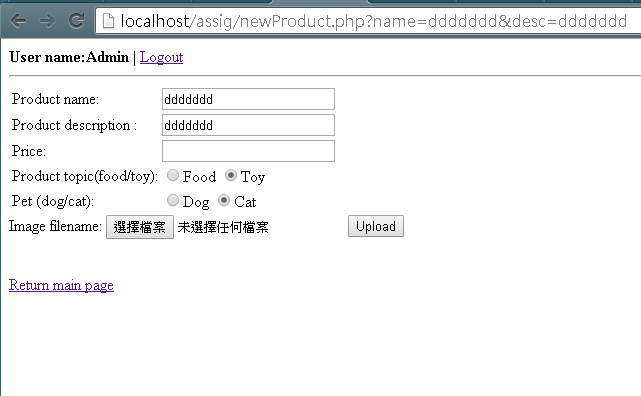 localhost/assig/newProduct.php?name=ddddddd&desc=ddddddd
User name:Admin | Logout
Product name: ddddddd
Product description : ddddddd
Price:
Product topic(food/toy): Food Toy
Pet (dog/cat): Dog Cat
Image filename: 選擇檔案 未選擇任何檔案 Upload
Return main page